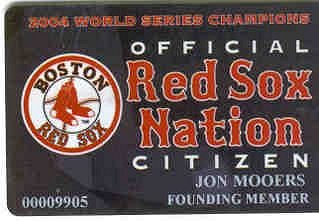 2004 WORLD SERIES CHAMPIONS
OFFICIAL
BOSTON
RED SOX
Red Sox
Nation
CITIZEN
JON MOOERS
00009905
FOUNDING MEMBER